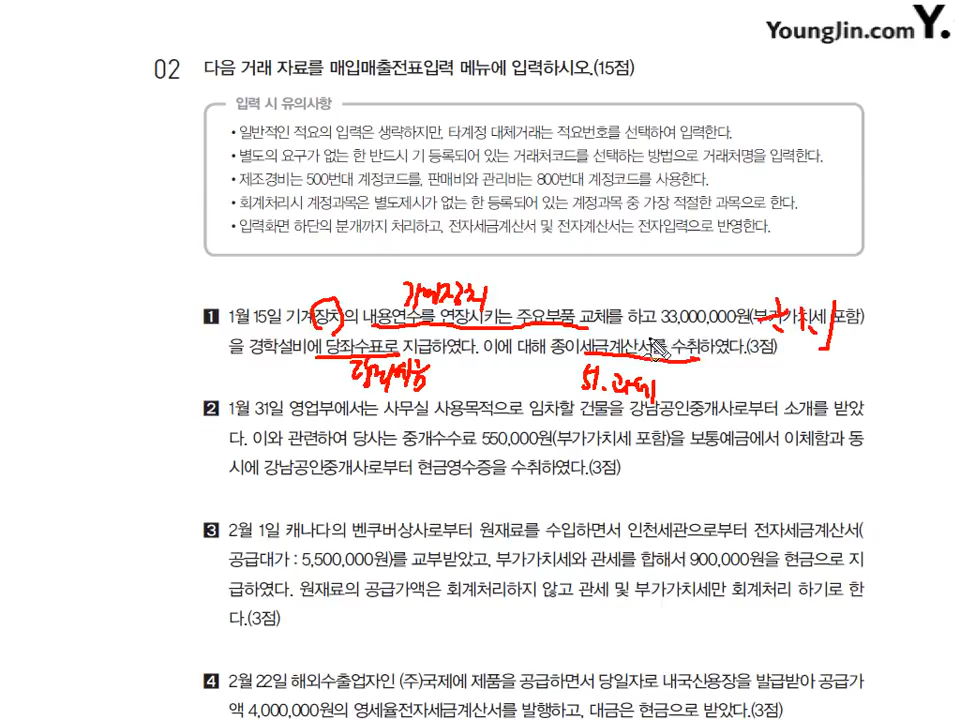 YoungJin.com Y.
02 다음 거래 자료를 매입매출전표입력 메뉴에 입력하시오.(15점)
입력 시 유의사항
• 일반적인 적요의 입력은 생략하지만, 타계정 대체거래는 적요번호를 선택하여 입력한다.
• 별도의 요구가 없는 한 반드시 기 등록되어 있는 거래처코드를 선택하는 방법으로 거래처명을 입력한다.
• 제조경비는 500번대 계정코드를, 판매비와 관리비는 800번대 계정코드를 사용한다.
• 회계처리시 계정과목은 별도제시가 없는 한 등록되어 있는 계정과목 중 가장 적절한 과목으로 한다.
• 입력화면 하단의 분개까지 처리하고, 전자세금계산서 및 전자계산서는 전자입력으로 반영한다.
기계장치
1 1월 15일 기계장치의 내용연수를 연장시키는 주요부품 교체를 하고 33,000,000원(부가가치세 포함)
을 경학설비에 당좌수표로 지급하였다. 이에 대해 종이세금계산서를 수취하였다.(3점)
당좌예금
51.과세
2 1월 31일 영업부에서는 사무실 사용목적으로 임차할 건물을 강남공인중개사로부터 소개를 받았
다. 이와 관련하여 당사는 중개수수료 550,000원(부가가치세 포함)을 보통예금에서 이체함과 동
시에 강남공인중개사로부터 현금영수증을 수취하였다.(3점)
3 2월 1일 캐나다의 벤쿠버상사로부터 원재료를 수입하면서 인천세관으로부터 전자세금계산서(
공급대가 : 5,500,000원)를 교부받았고, 부가가치세와 관세를 합해서 900,000원을 현금으로 지
급하였다. 원재료의 공급가액은 회계처리하지 않고 관세 및 부가가치세만 회계처리 하기로 한
다.(3점)
4 2월 22일 해외수출업자인 (주)국제에 제품을 공급하면서 당일자로 내국신용장을 발급받아 공급가
액 4,000,000원의 영세율전자세금계산서를 발행하고, 대금은 현금으로 받았다.(3점)